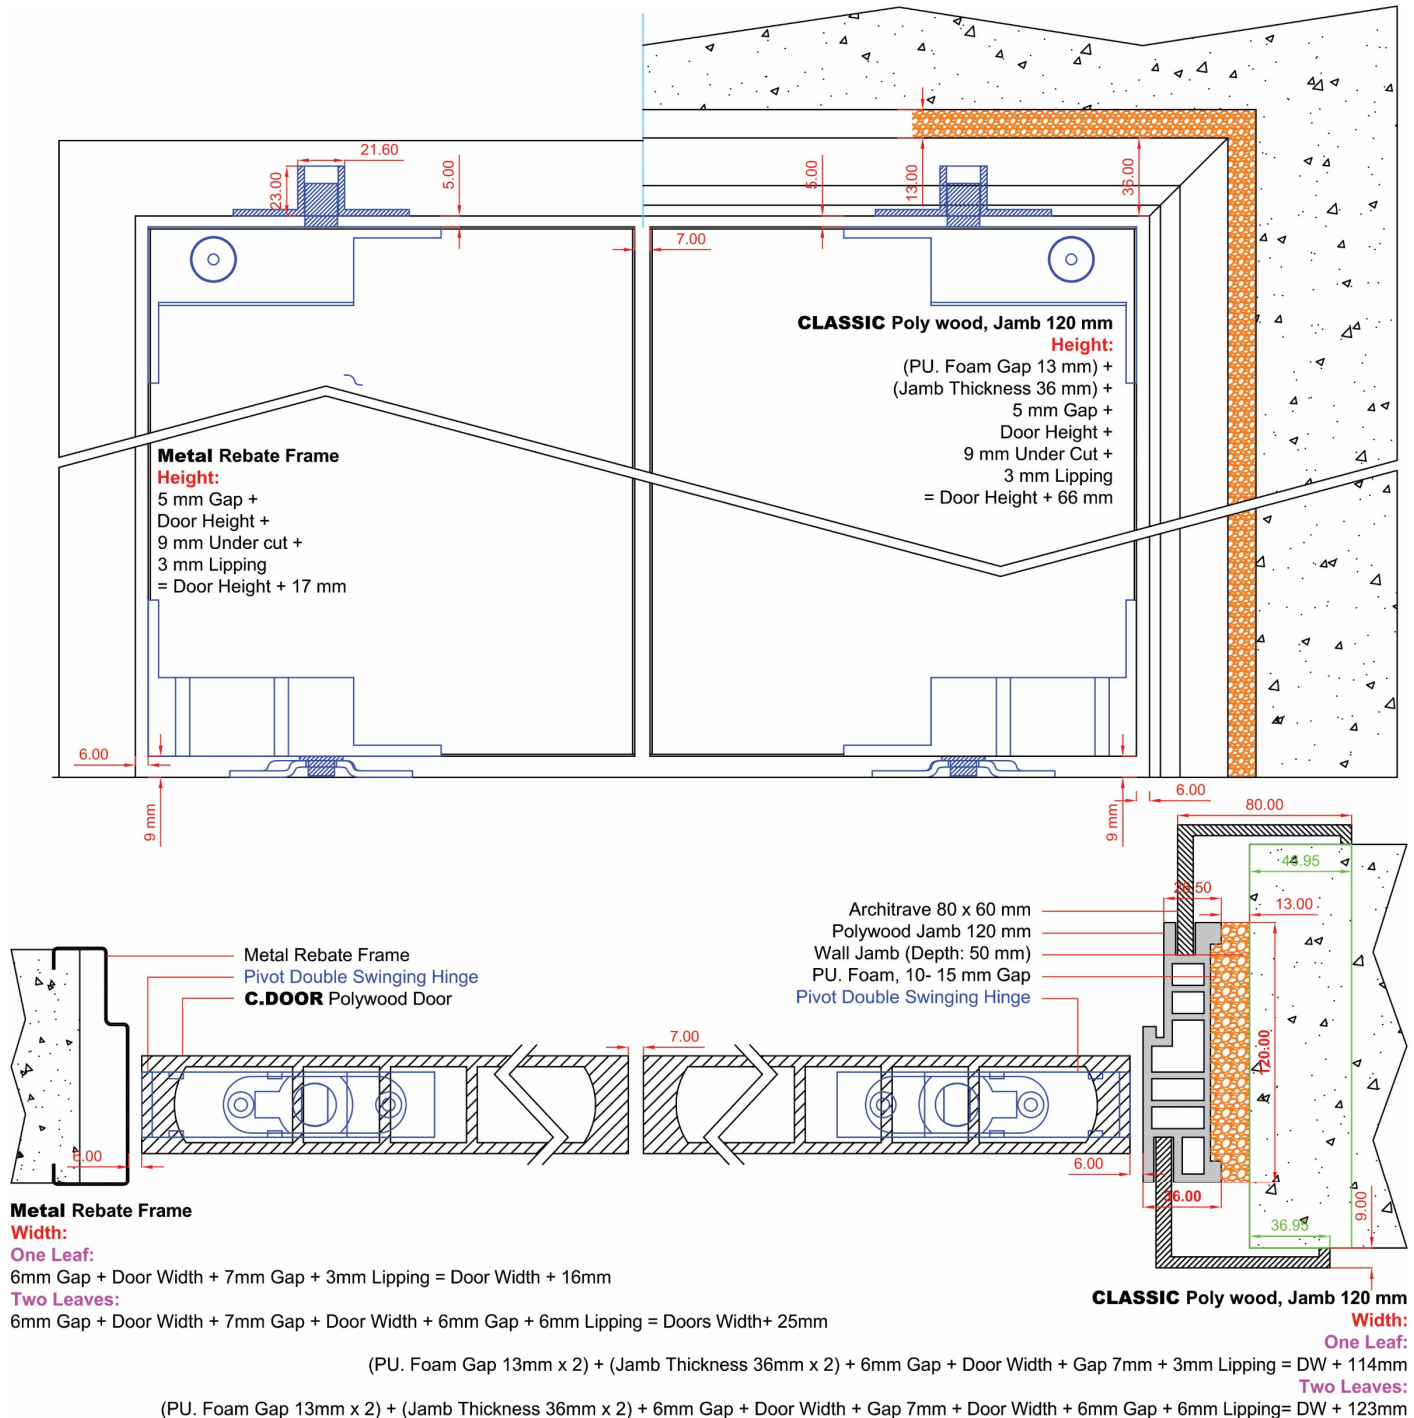 21.60
23.00
5.00
5.00
13.00
36.00
7.00
CLASSIC Poly wood, Jamb 120 mm
Height:
(PU. Foam Gap 13 mm) +
(Jamb Thickness 36 mm) +
5 mm Gap +
Door Height +
9 mm Under Cut +
3 mm Lipping
= Door Height + 66 mm
Metal Rebate Frame
Height:
5 mm Gap +
Door Height +
9 mm Under cut +
3 mm Lipping
= Door Height + 17 mm
6.00
9 mm
9 mm
6.00
80.00
46.95
26.50
13.00
Architrave 80 x 60 mm
Polywood Jamb 120 mm
Wall Jamb (Depth: 50 mm)
PU. Foam, 10- 15 mm Gap
Pivot Double Swinging Hinge
Metal Rebate Frame
Pivot Double Swinging Hinge
C.DOOR Polywood Door
7.00
120.00
6.00
6.00
36.00
36.95
9.00
Metal Rebate Frame
Width:
One Leaf:
6mm Gap + Door Width + 7mm Gap + 3mm Lipping = Door Width + 16mm
Two Leaves:
6mm Gap + Door Width + 7mm Gap + Door Width + 6mm Gap + 6mm Lipping = Doors Width+ 25mm
CLASSIC Poly wood, Jamb 120 mm
Width:
One Leaf:
(PU. Foam Gap 13mm x 2) + (Jamb Thickness 36mm x 2) + 6mm Gap + Door Width + Gap 7mm + 3mm Lipping = DW + 114mm
Two Leaves:
(PU. Foam Gap 13mm x 2) + (Jamb Thickness 36mm x 2) + 6mm Gap + Door Width + Gap 7mm + Door Width + 6mm Gap + 6mm Lipping= DW + 123mm